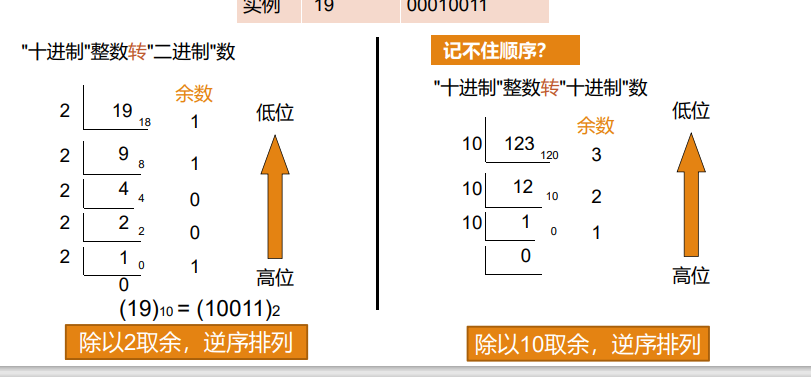 实例 19 00010011
"十进制"整数转"二进制"数
余数
2 19 18 1 低位
2 9 8 1
2 4 4 0
2 2 2 0
2 1 0 1 高位
0
(19)10 = (10011)2
除以2取余，逆序排列
记不住顺序？
"十进制"整数转"十进制"数
余数 低位
10 123 120 3
10 12 10 2
10 1 0 1
0 高位
除以10取余，逆序排列